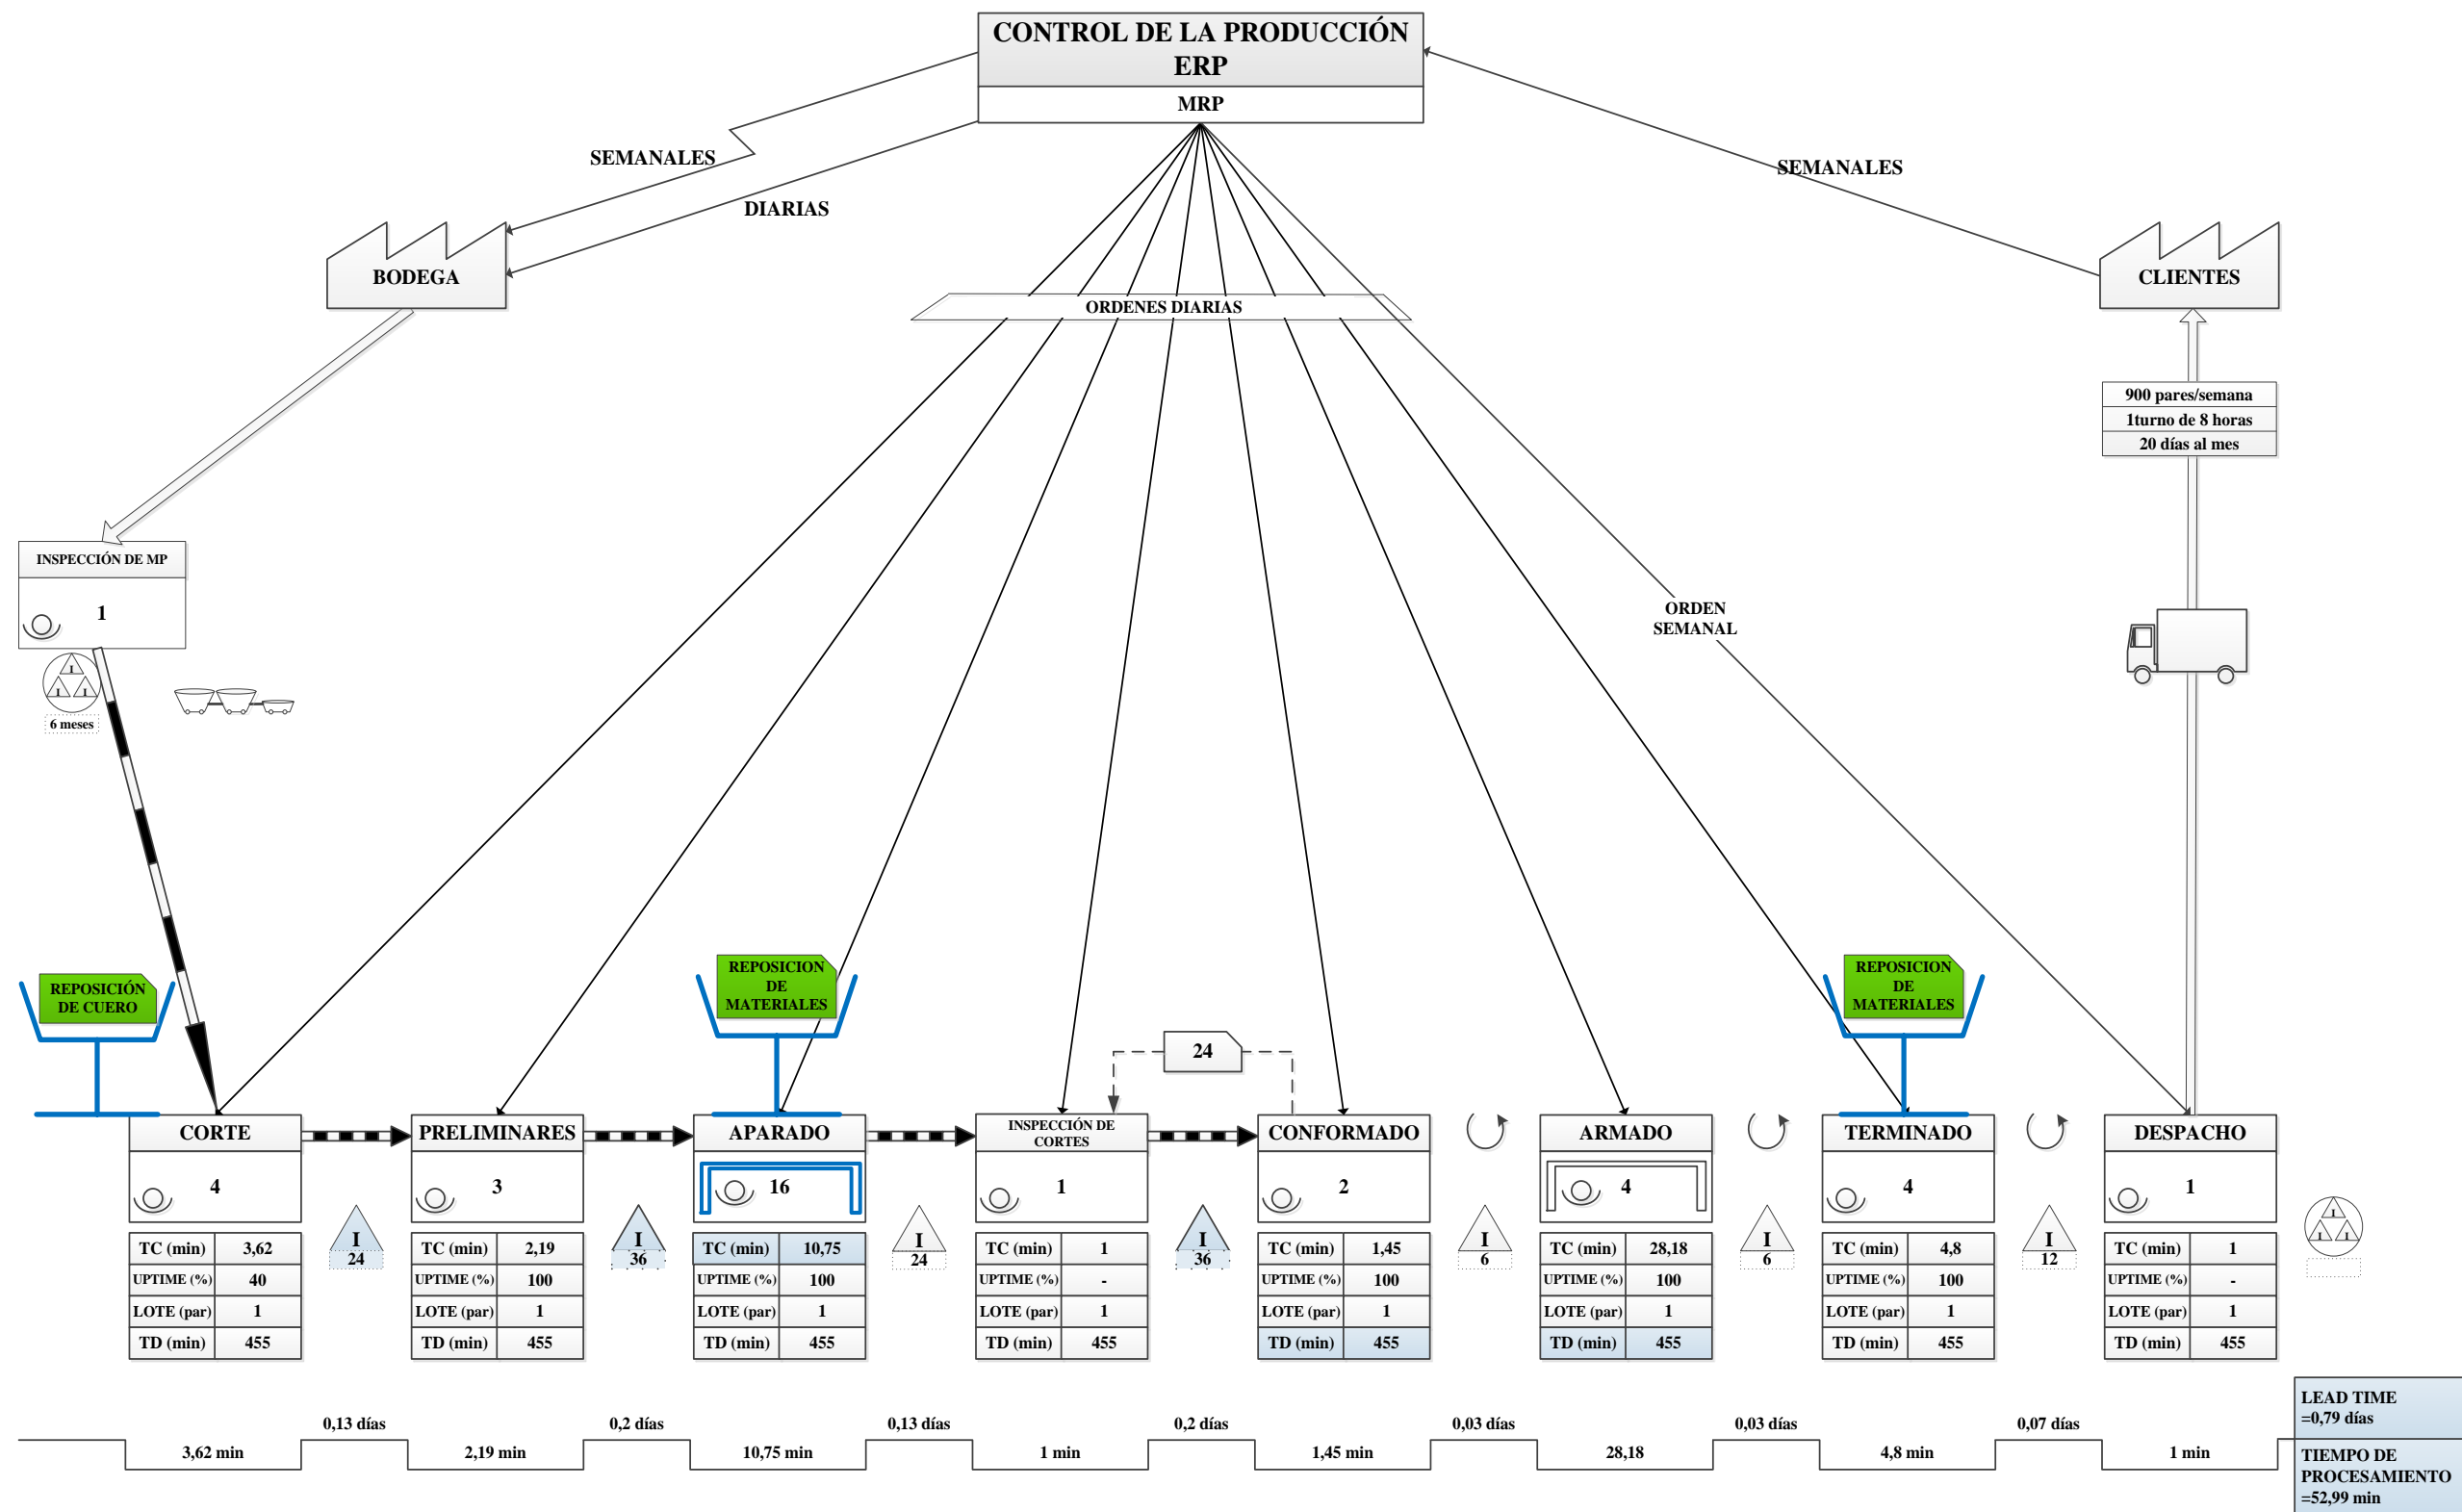 CONTROL DE LA PRODUCCIÓN
ERP
MRP
SEMANALES
SEMANALES
DIARIAS
BODEGA
CLIENTES
ORDENES DIARIAS
900 pares/semana
1turno de 8 horas
20 días al mes
INSPECCIÓN DE MP
1
ORDEN
SEMANAL
I
I I
6 meses
REPOSICIÓN
DE CUERO
REPOSICION
DE
MATERIALES
REPOSICION
DE
MATERIALES
24
CORTE
PRELIMINARES
APARADO
INSPECCIÓN DE
CORTES
CONFORMADO
ARMADO
TERMINADO
DESPACHO
4
3
16
1
2
4
4
1
I
24
I
36
I
24
I
36
I
6
I
6
I
12
I
I I
TC (min) 3,62
UPTIME (%) 40
LOTE (par) 1
TD (min) 455
TC (min) 2,19
UPTIME (%) 100
LOTE (par) 1
TD (min) 455
TC (min) 10,75
UPTIME (%) 100
LOTE (par) 1
TD (min) 455
TC (min) 1
UPTIME (%) -
LOTE (par) 1
TD (min) 455
TC (min) 1,45
UPTIME (%) 100
LOTE (par) 1
TD (min) 455
TC (min) 28,18
UPTIME (%) 100
LOTE (par) 1
TD (min) 455
TC (min) 4,8
UPTIME (%) 100
LOTE (par) 1
TD (min) 455
TC (min) 1
UPTIME (%) -
LOTE (par) 1
TD (min) 455
0,13 días
0,2 días
0,13 días
0,2 días
0,03 días
0,03 días
0,07 días
LEAD TIME
=0,79 días
3,62 min
2,19 min
10,75 min
1 min
1,45 min
28,18
4,8 min
1 min
TIEMPO DE
PROCESAMIENTO
=52,99 min